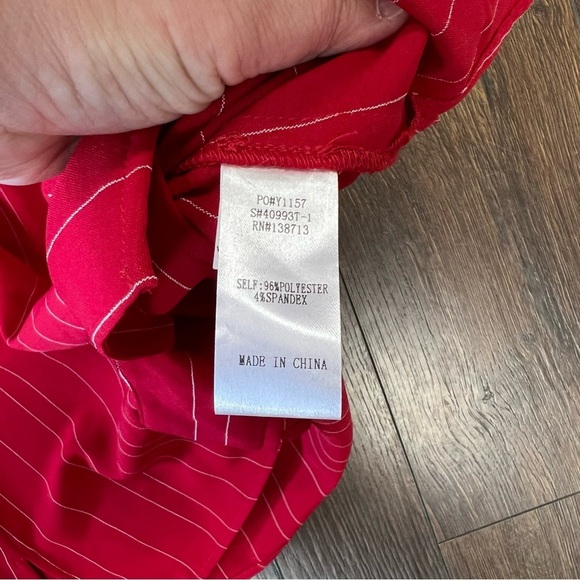 PO#Y1157
S#40993T-1
RN#138713
SELF:96%POLYESTER
4%SPANDEX
MADE IN CHINA